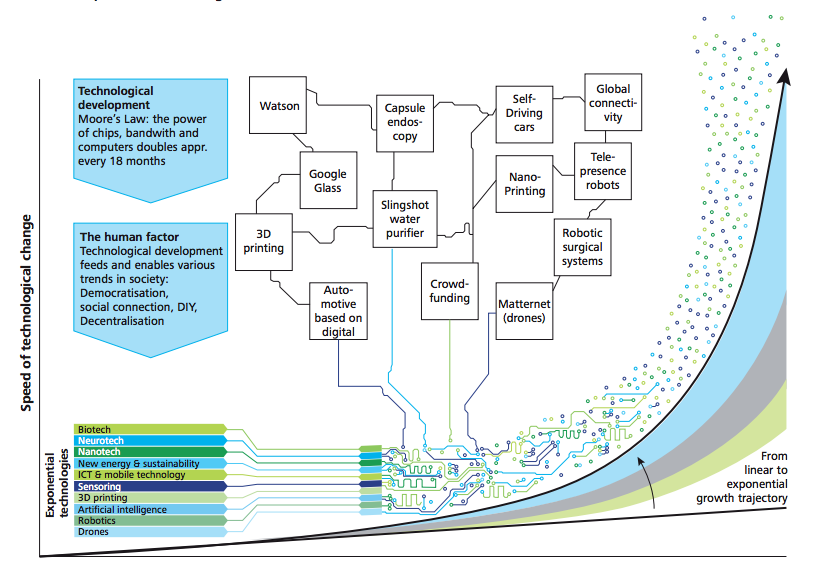 Technological
development
Moore's Law: the power
of chips, bandwith and
computers doubles appr.
every 18 months
The human factor
Technological development
feeds and enables various
trends in society:
Democratisation,
social connection, DIY,
Decentralisation
Speed of technological change
Watson
Google
Glass
3D
printing
Auto-
motive
based on
digital
Capsule
endos-
copy
Slingshot
water
purifier
Crowd-
funding
Self-
Driving
cars
Nano-
Printing
Matternet
(drones)
Global
connecti-
vity
Tele-
presence
robots
Robotic
surgical
systems
Exponential
technologies
Biotech
Neurotech
Nanotech
New energy & sustainability
ICT & mobile technology
Sensoring
3D printing
Artificial intelligence
Robotics
Drones
From
linear to
exponential
growth trajectory